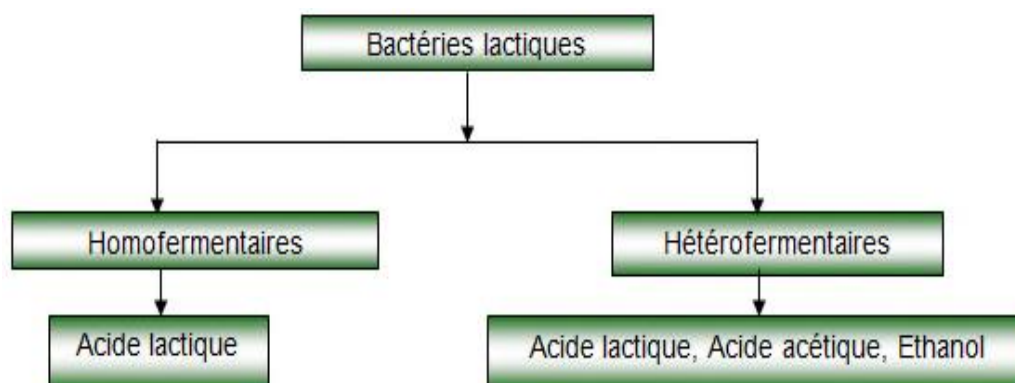 Bactéries lactiques
Homofermentaires
Hétérofermentaires
Acide lactique
Acide lactique, Acide acétique, Ethanol